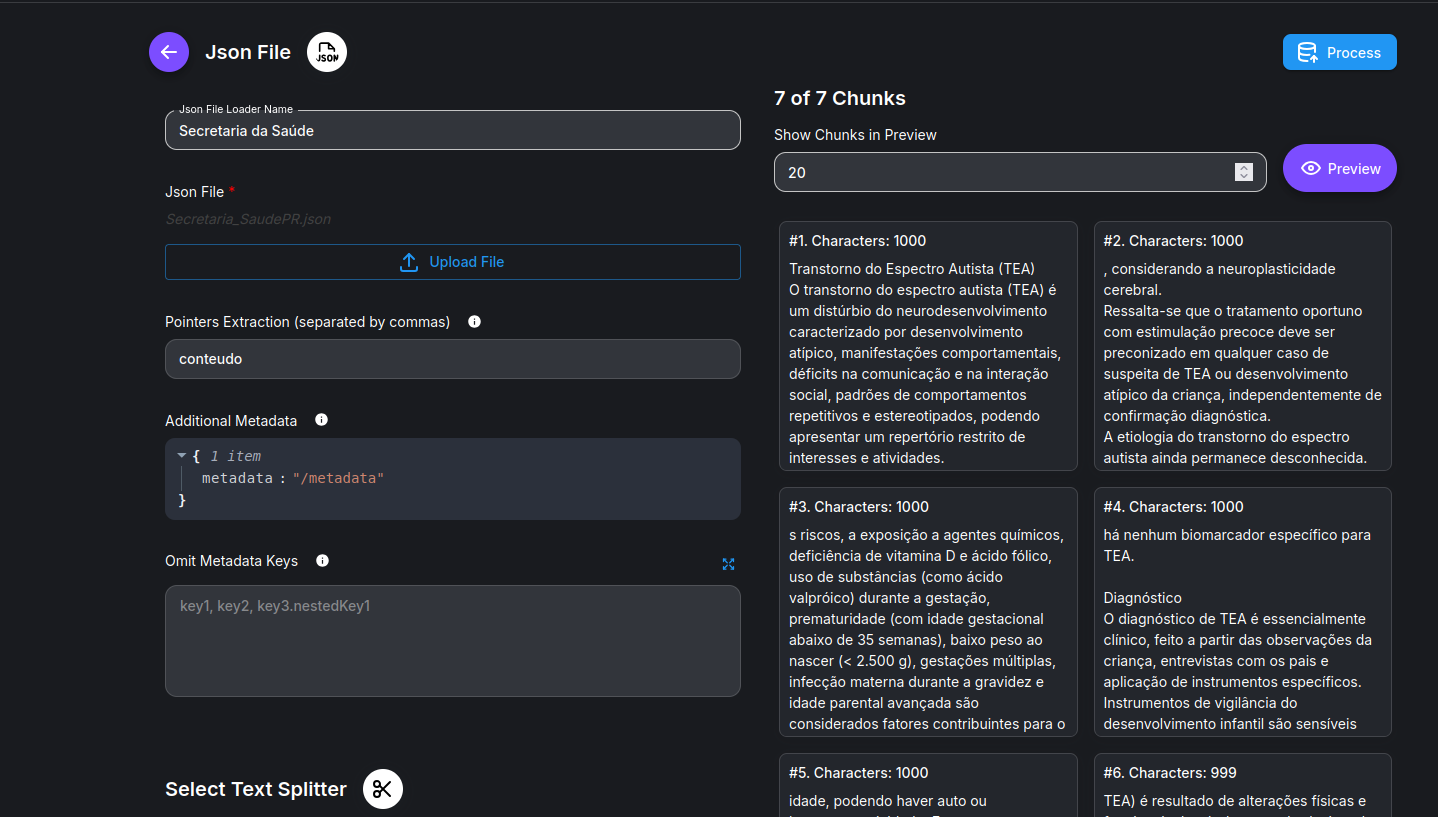 Json File
JSON
Process
Json File Loader Name
Secretaria da Saúde
Json File *
Secretaria_SaudePR.json
Upload File
Pointers Extraction (separated by commas)
conteudo
Additional Metadata
{ 1 item
metadata : "/metadata"
}
Omit Metadata Keys
key1, key2, key3.nestedKey1
Select Text Splitter
7 of 7 Chunks
Show Chunks in Preview
20
Preview
#1. Characters: 1000
Transtorno do Espectro Autista (TEA)
O transtorno do espectro autista (TEA) é
um distúrbio do neurodesenvolvimento
caracterizado por desenvolvimento
atípico, manifestações comportamentais,
déficits na comunicação e na interação
social, padrões de comportamentos
repetitivos e estereotipados, podendo
apresentar um repertório restrito de
interesses e atividades.
#2. Characters: 1000
, considerando a neuroplasticidade
cerebral.
Ressalta-se que o tratamento oportuno
com estimulação precoce deve ser
preconizado em qualquer caso de
suspeita de TEA ou desenvolvimento
atípico da criança, independentemente de
confirmação diagnóstica.
A etiologia do transtorno do espectro
autista ainda permanece desconhecida.
#3. Characters: 1000
s riscos, a exposição a agentes químicos,
deficiência de vitamina D e ácido fólico,
uso de substâncias (como ácido
valpróico) durante a gestação,
prematuridade (com idade gestacional
abaixo de 35 semanas), baixo peso ao
nascer (< 2.500 g), gestações múltiplas,
infecção materna durante a gravidez e
idade parental avançada são
considerados fatores contribuintes para o
#4. Characters: 1000
há nenhum biomarcador específico para
TEA.
Diagnóstico
O diagnóstico de TEA é essencialmente
clínico, feito a partir das observações da
criança, entrevistas com os pais e
aplicação de instrumentos específicos.
Instrumentos de vigilância do
desenvolvimento infantil são sensíveis
#5. Characters: 1000
idade, podendo haver auto ou
#6. Characters: 999
TEA) é resultado de alterações físicas e